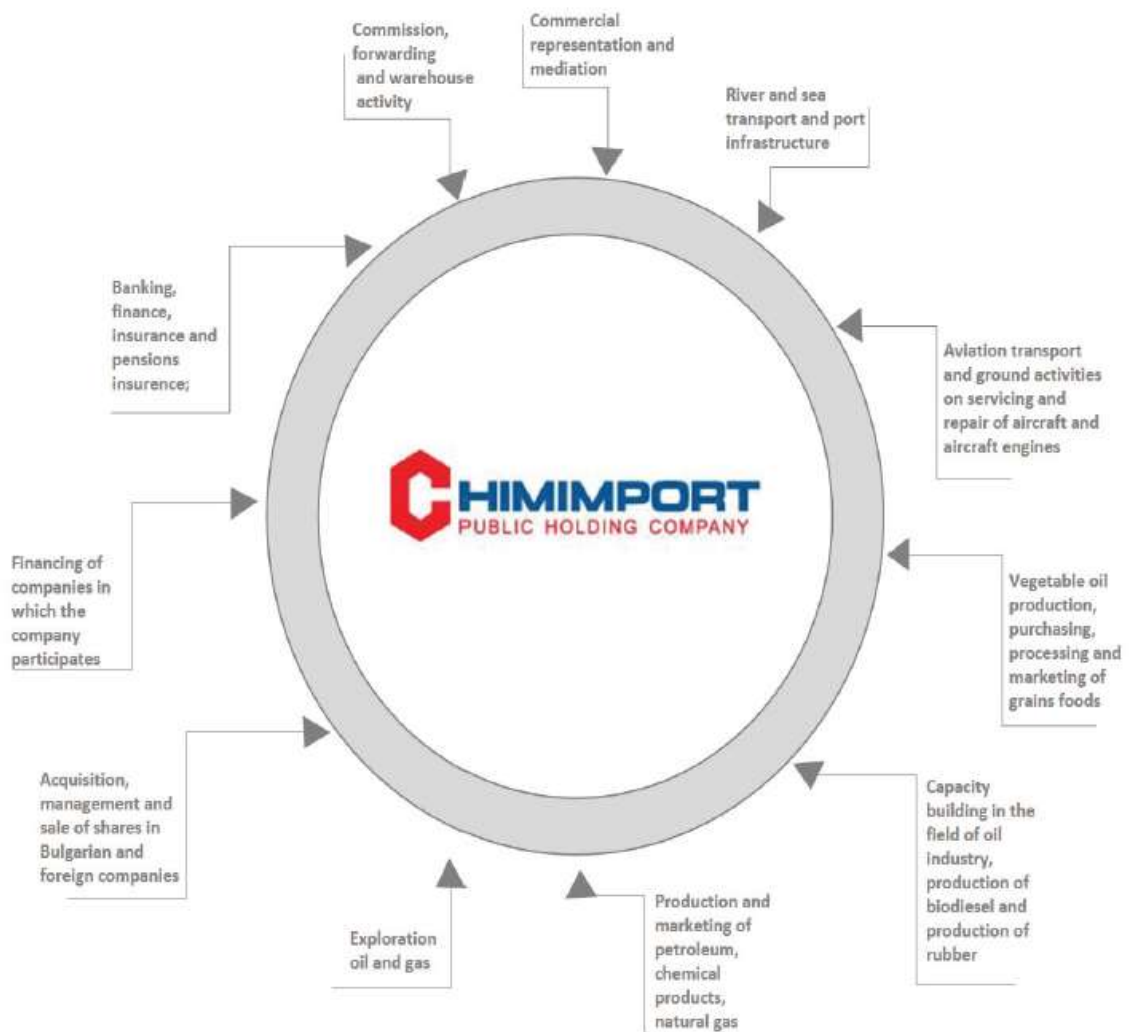 Commission,
forwarding
and warehouse
activity
Commercial
representation and
mediation
River and sea
transport and port
infrastructure
Banking,
finance,
insurance and
pensions
insurence;
Aviation transport
and ground activities
on servicing and
repair of aircraft and
aircraft engines
CHIMIMPORT
PUBLIC HOLDING COMPANY
Financing of
companies in
which the
company
participates
Vegetable oil
production,
purchasing,
processing and
marketing of
grains foods
Acquisition,
management and
sale of shares in
Bulgarian and
foreign companies
Capacity
building in the
field of oil
industry,
production of
biodiesel and
production of
rubber
Exploration
oil and gas
Production and
marketing of
petroleum,
chemical
products,
natural gas